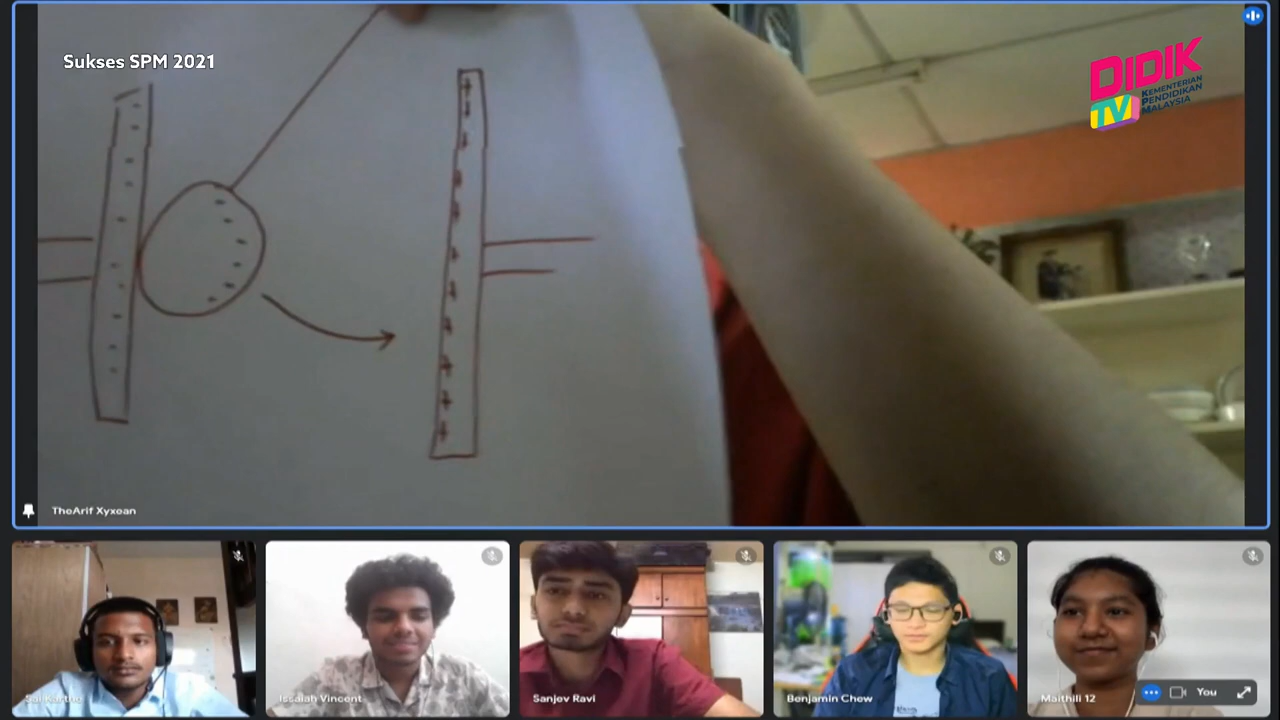 Sukses SPM 2021
DIDIK
TV
KEMENTERIAN
PENDIDIKAN
MALAYSIA
TheArif Xyxean
Issaiah Vincent
Sanjev Ravi
Benjamin Chew
Maithili 12
You